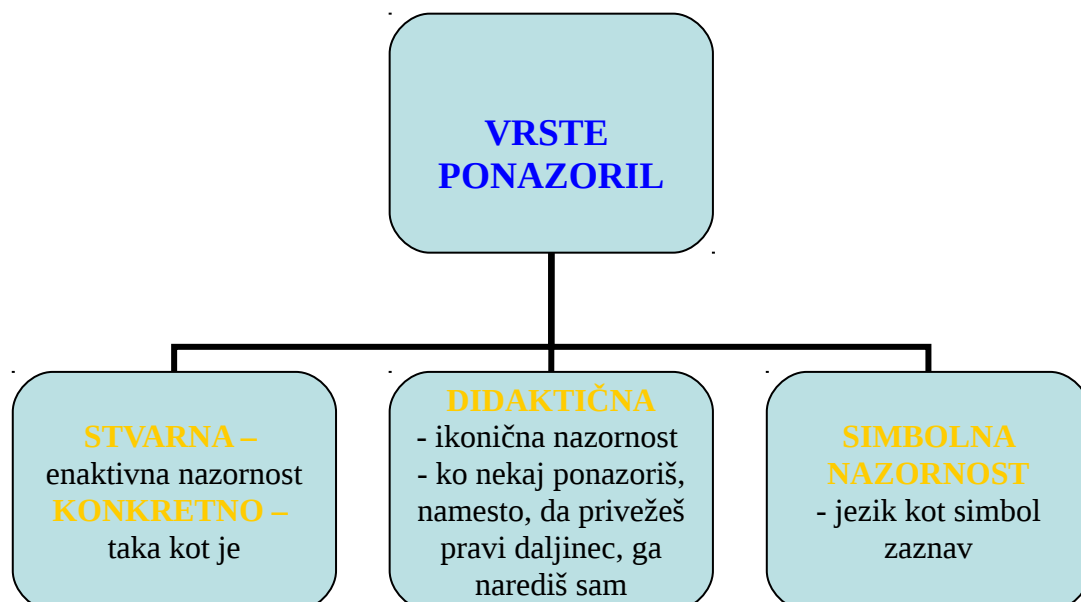 VRSTE
PONAZORIL
STVARNA –
enaktivna nazornost
KONKRETNO –
taka kot je
DIDAKTIČNA
- ikonična nazornost
- ko nekaj ponazoriš,
namesto, da privežeš
pravi daljinec, ga
narediš sam
SIMBOLNA
NAZORNOST
- jezik kot simbol
zaznav